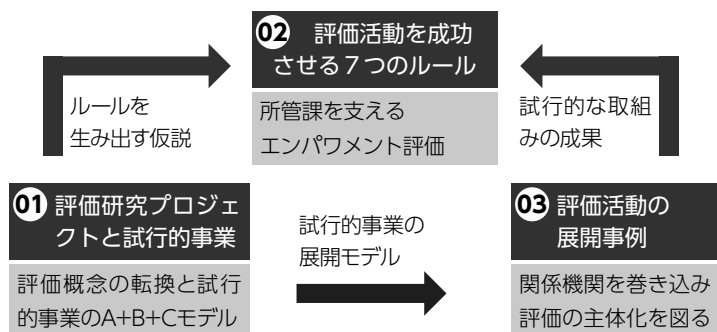 02 評価活動を成功
させる7つのルール
所管課を支える
エンパワメント評価
ルールを
生み出す仮説
試行的な取組
みの成果
01 評価研究プロジェ
クトと試行的事業
評価概念の転換と試行
的事業のA+B+Cモデル
試行的事業の
展開モデル
03 評価活動の
展開事例
関係機関を巻き込み
評価の主体化を図る